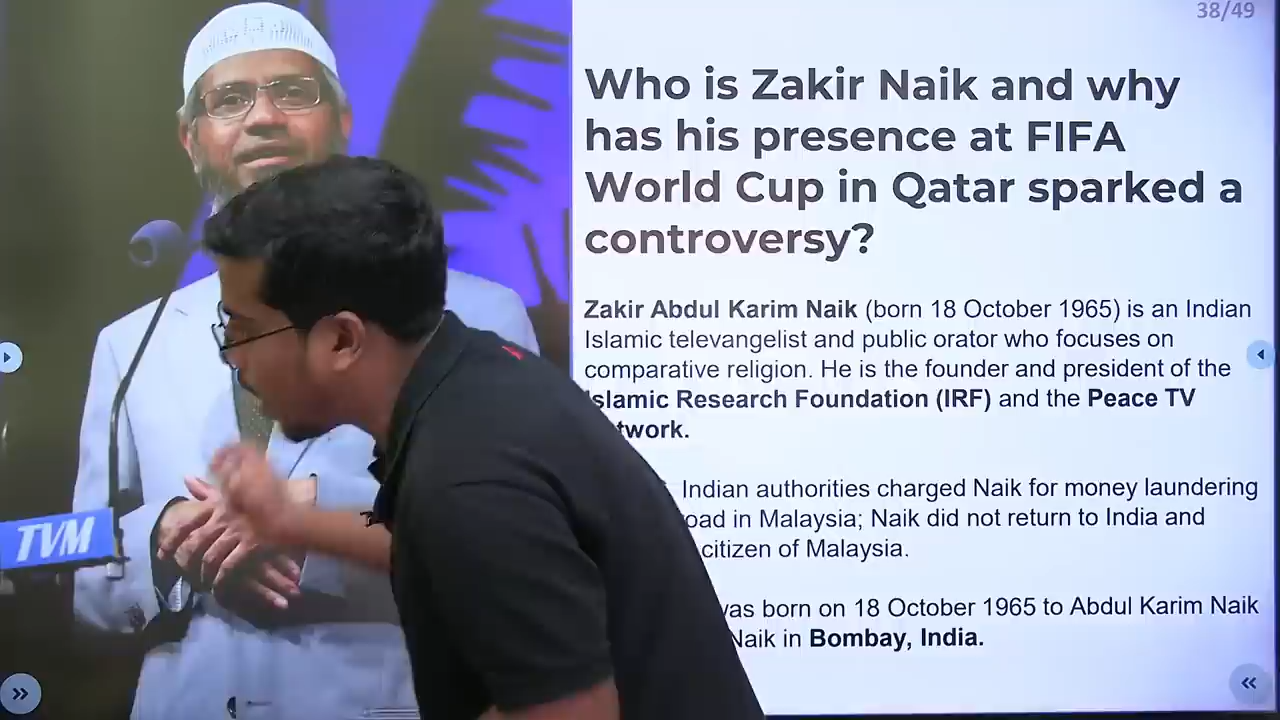 38/49
Who is Zakir Naik and why
has his presence at FIFA
World Cup in Qatar sparked a
controversy?
Zakir Abdul Karim Naik (born 18 October 1965) is an Indian
Islamic televangelist and public orator who focuses on
comparative religion. He is the founder and president of the
Islamic Research Foundation (IRF) and the Peace TV
twork.
Indian authorities charged Naik for money laundering
oad in Malaysia; Naik did not return to India and
citizen of Malaysia.
was born on 18 October 1965 to Abdul Karim Naik
Naik in Bombay, India.
TVM